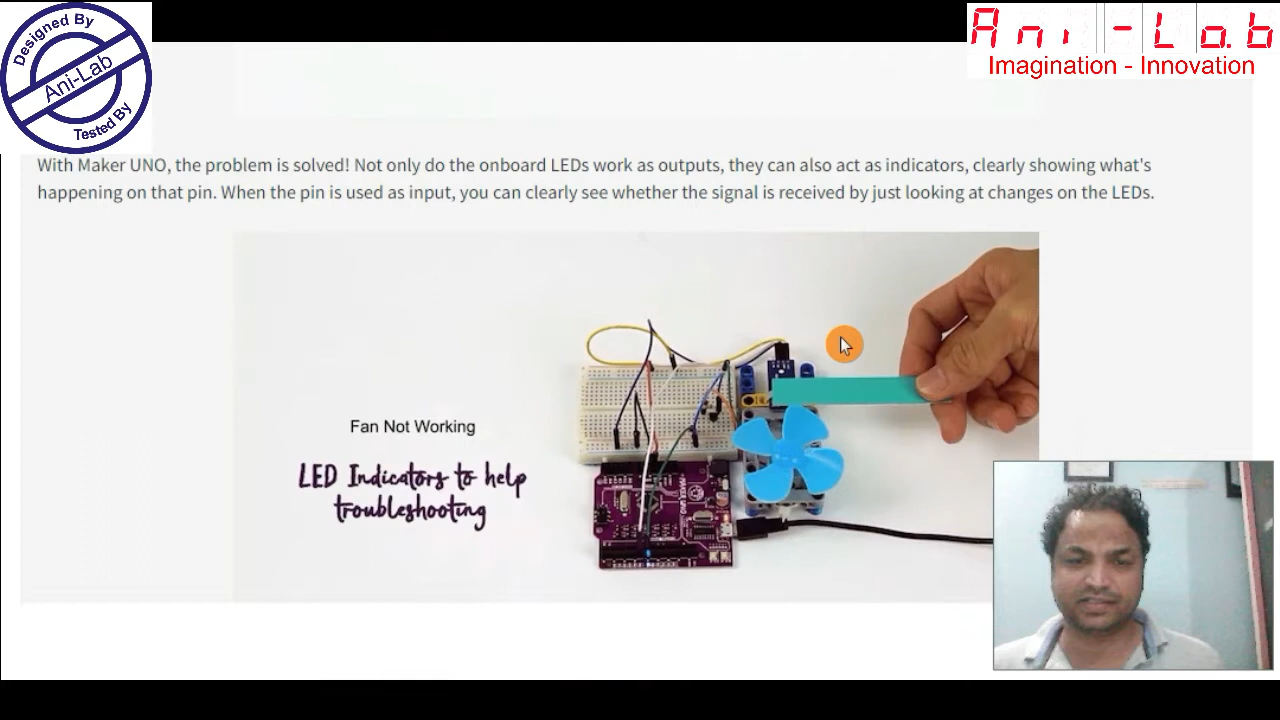 Designed By
Ani-Lab
Tested By
Ani-Lab
Imagination - Innovation
With Maker UNO, the problem is solved! Not only do the onboard LEDs work as outputs, they can also act as indicators, clearly showing what's
happening on that pin. When the pin is used as input, you can clearly see whether the signal is received by just looking at changes on the LEDs.
Fan Not Working
LED Indicators to help
troubleshooting
MAKER UNO